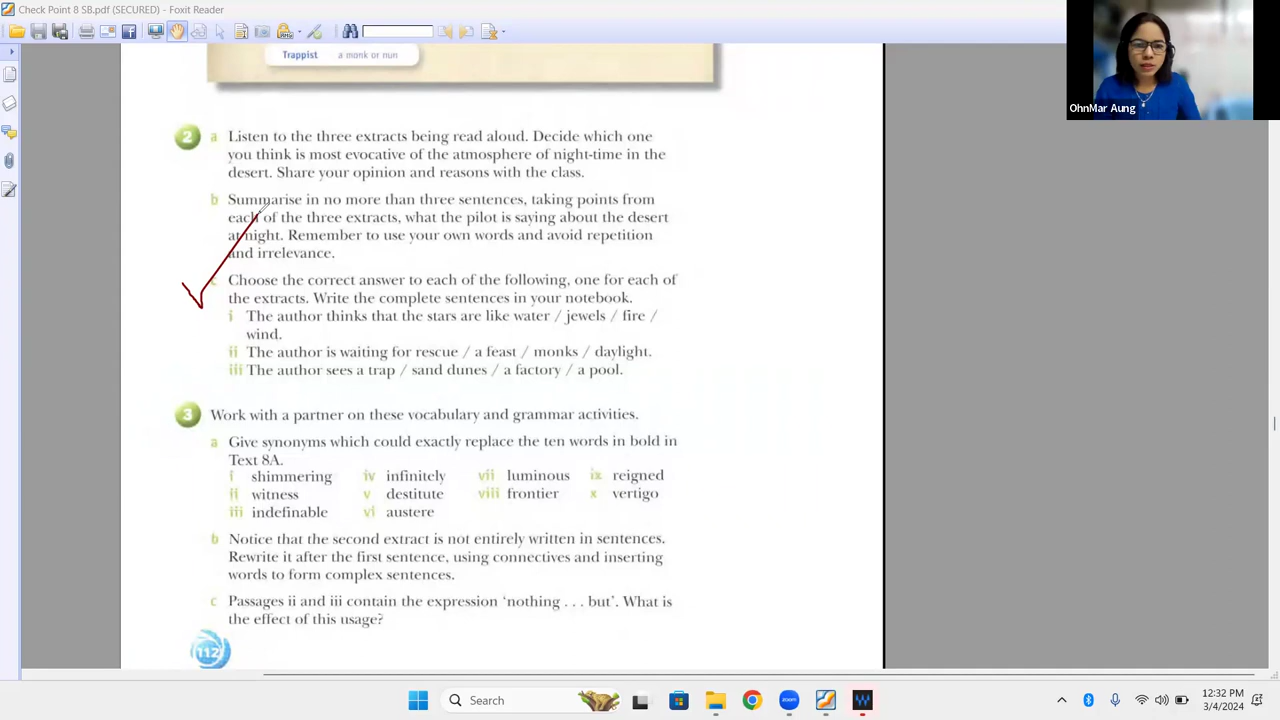 Check Point 8 SB.pdf (SECURED) - Foxit Reader
OhnMar Aung
Trappist a monk or nun
2 a Listen to the three extracts being read aloud. Decide which one
you think is most evocative of the atmosphere of night-time in the
desert. Share your opinion and reasons with the class.
b Summarise in no more than three sentences, taking points from
each of the three extracts, what the pilot is saying about the desert
at night. Remember to use your own words and avoid repetition
and irrelevance.
c Choose the correct answer to each of the following, one for each of
the extracts. Write the complete sentences in your notebook.
i The author thinks that the stars are like water / jewels / fire /
wind.
ii The author is waiting for rescue / a feast / monks / daylight.
iii The author sees a trap / sand dunes / a factory / a pool.
3 Work with a partner on these vocabulary and grammar activities.
a Give synonyms which could exactly replace the ten words in bold in
Text 8A.
i shimmering iv infinitely vii luminous ix reigned
ii witness v destitute viii frontier x vertigo
iii indefinable vi austere
b Notice that the second extract is not entirely written in sentences.
Rewrite it after the first sentence, using connectives and inserting
words to form complex sentences.
c Passages ii and iii contain the expression ‘nothing . . . but’. What is
the effect of this usage?
112
Search
12:32 PM
3/4/2024